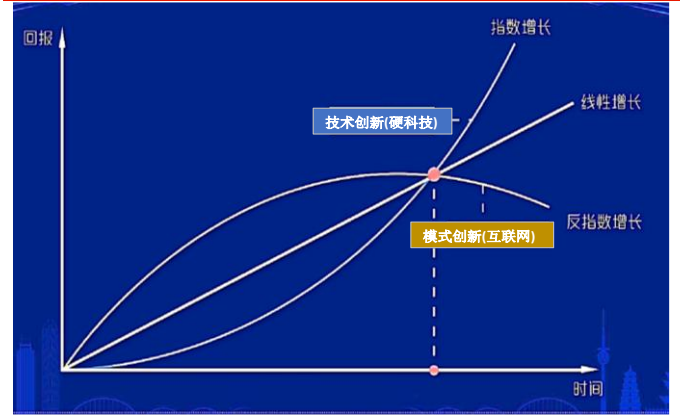 指数增长
回报
线性增长
技术创新(硬科技)
反指数增长
模式创新(互联网)
时间